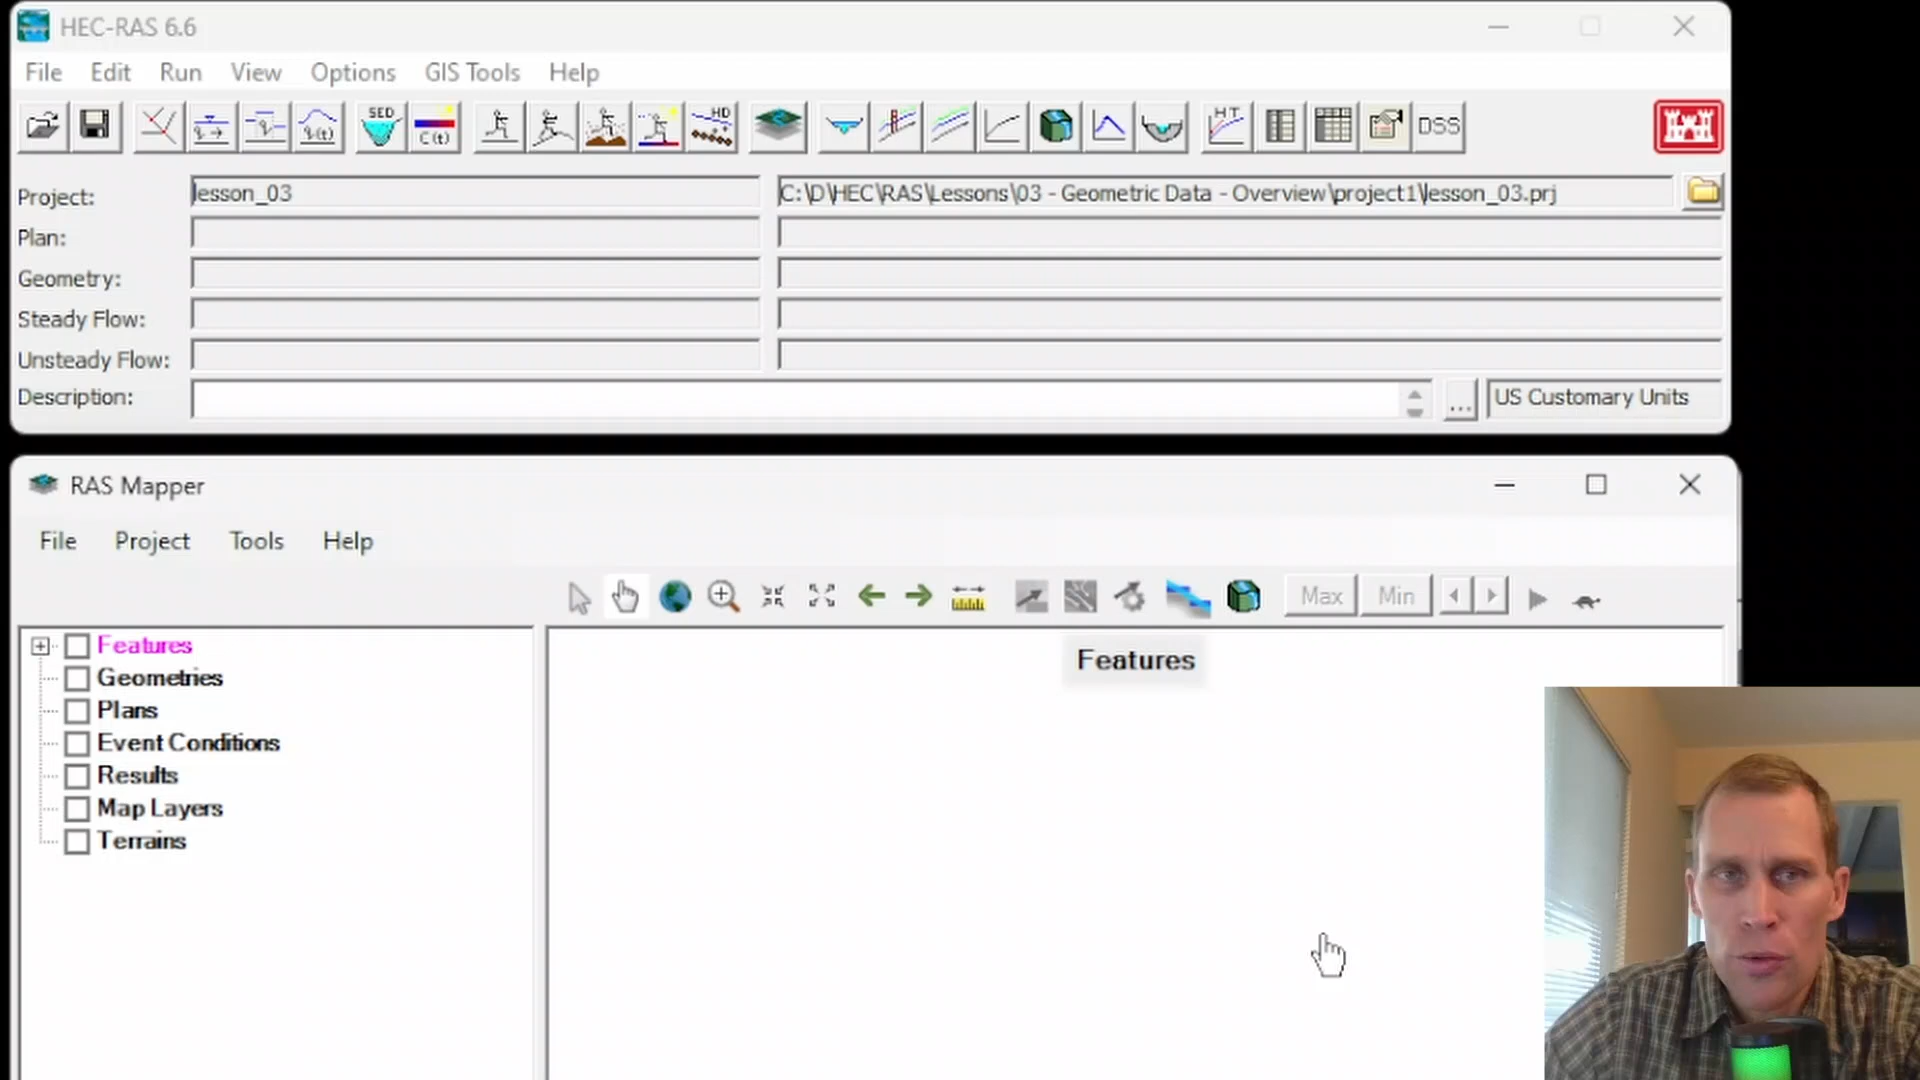 HEC-RAS 6.6
File Edit Run View Options GIS Tools Help
SED C(t) HD HT DSS
Project: lesson_03 C:\D\HEC\RAS\Lessons\03 - Geometric Data - Overview\project1\lesson_03.prj
Plan:
Geometry:
Steady Flow:
Unsteady Flow:
Description: ... US Customary Units
RAS Mapper
File Project Tools Help
Max Min
Features
Geometries
Plans
Event Conditions
Results
Map Layers
Terrains
Features